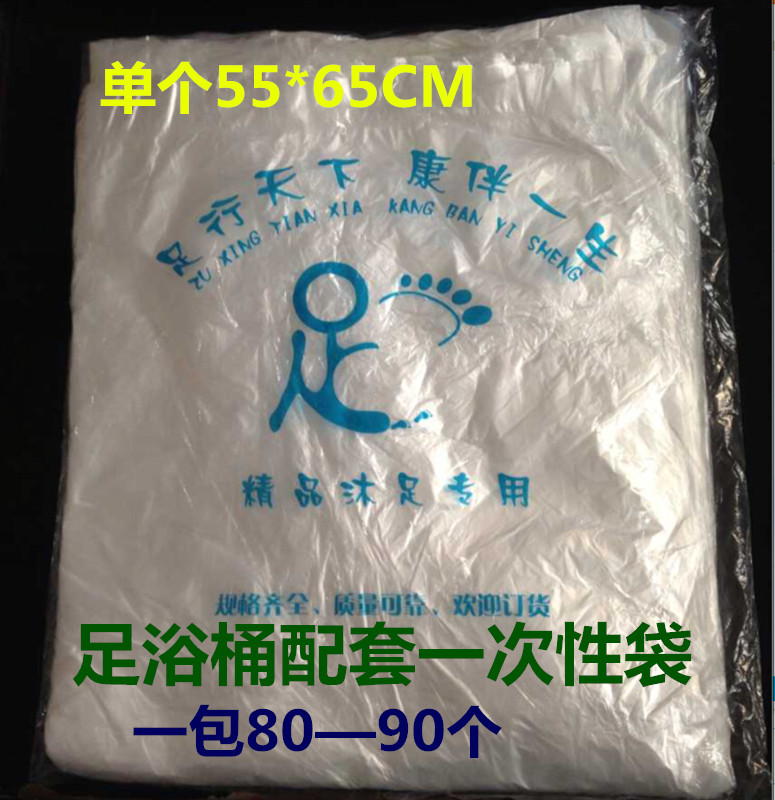 单个55*65CM
足行天下 康伴一生
ZU XING TIAN XIA KANG BAN YI SHENG
足
精品沐足专用
规格齐全、质量可靠、欢迎订货
足浴桶配套一次性袋
一包80—90个